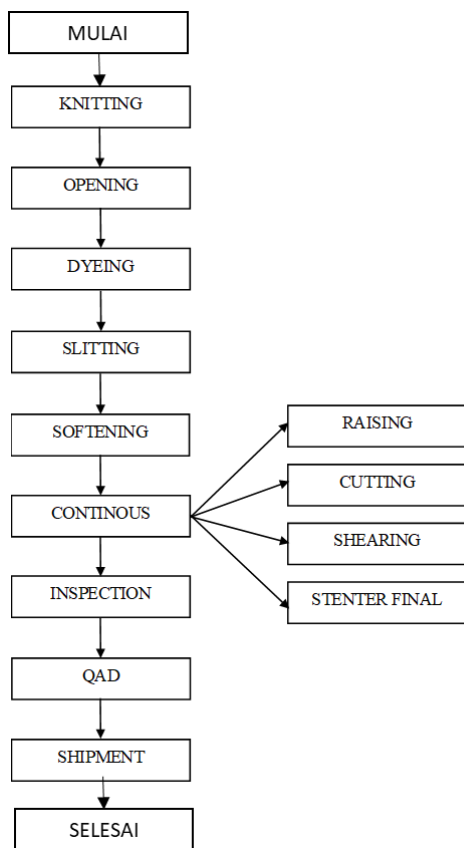 MULAI
KNITTING
OPENING
DYEING
SLITTING
SOFTENING
CONTINOUS
RAISING
CUTTING
SHEARING
STENTER FINAL
INSPECTION
QAD
SHIPMENT
SELESAI